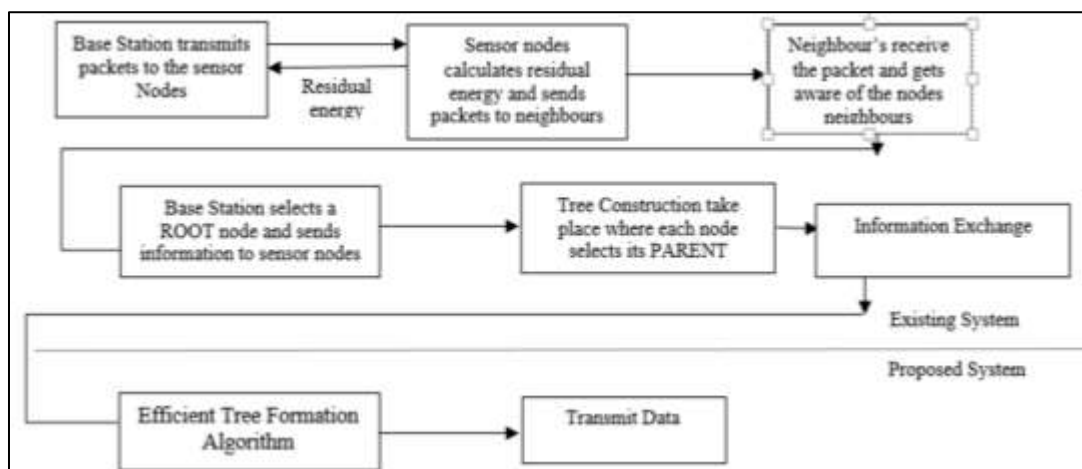 Base Station transmits
packets to the sensor
Nodes
Residual
energy
Sensor nodes
calculates residual
energy and sends
packets to neighbours
Neighbour's receive
the packet and gets
aware of the nodes
neighbours
Base Station selects a
ROOT node and sends
information to sensor nodes
Tree Construction take
place where each node
selects its PARENT
Information Exchange
Existing System
Proposed System
Efficient Tree Formation
Algorithm
Transmit Data